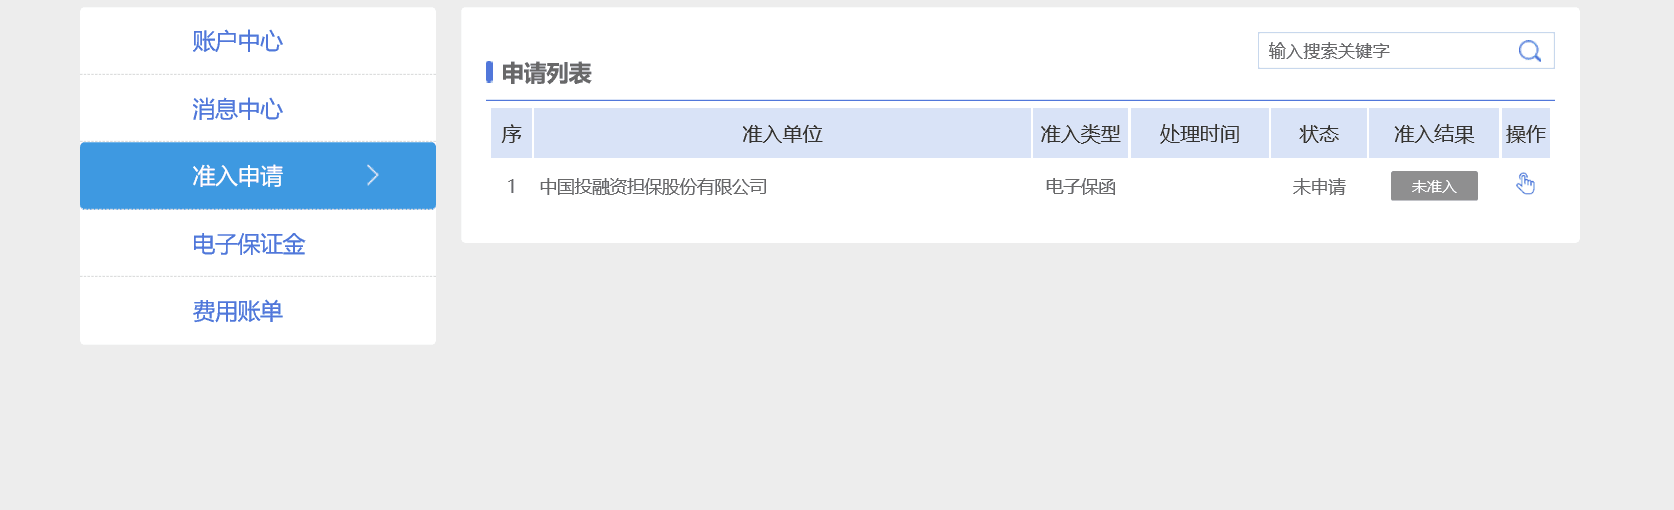 账户中心
消息中心
准入申请
电子保证金
费用账单
输入搜索关键字
申请列表
序 准入单位 准入类型 处理时间 状态 准入结果 操作
1 中国投融资担保股份有限公司 电子保函 未申请 未准入